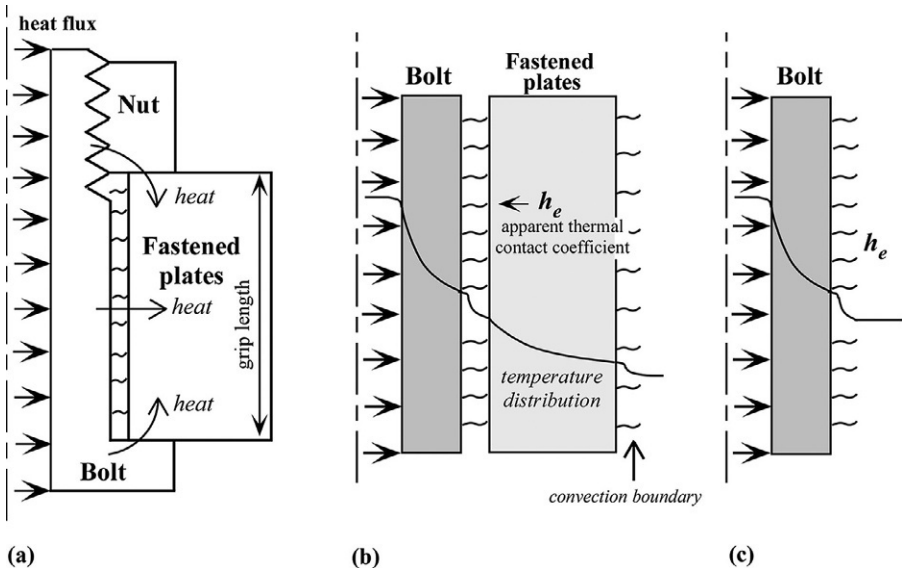 heat flux
Nut
heat
Fastened
plates
heat
grip length
heat
Bolt
(a)
Bolt
Fastened
plates
h_e
apparent thermal
contact coefficient
temperature
distribution
convection boundary
(b)
Bolt
h_e
(c)